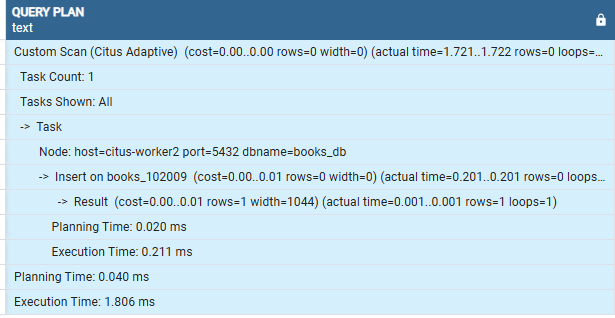 QUERY PLAN
text
Custom Scan (Citus Adaptive) (cost=0.00..0.00 rows=0 width=0) (actual time=1.721..1.722 rows=0 loops=...
Task Count: 1
Tasks Shown: All
-> Task
Node: host=citus-worker2 port=5432 dbname=books_db
-> Insert on books_102009 (cost=0.00..0.01 rows=0 width=0) (actual time=0.201..0.201 rows=0 loops...
-> Result (cost=0.00..0.01 rows=1 width=1044) (actual time=0.001..0.001 rows=1 loops=1)
Planning Time: 0.020 ms
Execution Time: 0.211 ms
Planning Time: 0.040 ms
Execution Time: 1.806 ms